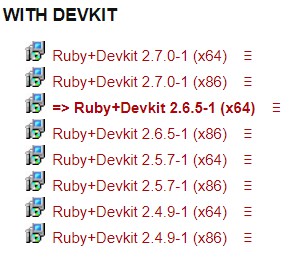 WITH DEVKIT
Ruby+Devkit 2.7.0-1 (x64) Ξ
Ruby+Devkit 2.7.0-1 (x86) Ξ
=> Ruby+Devkit 2.6.5-1 (x64) Ξ
Ruby+Devkit 2.6.5-1 (x86) Ξ
Ruby+Devkit 2.5.7-1 (x64) Ξ
Ruby+Devkit 2.5.7-1 (x86) Ξ
Ruby+Devkit 2.4.9-1 (x64) Ξ
Ruby+Devkit 2.4.9-1 (x86) Ξ